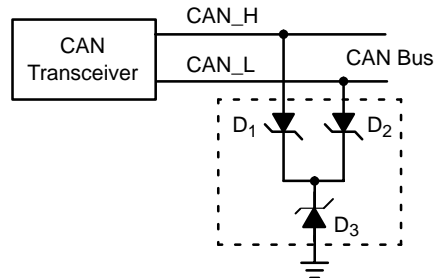 CAN_H
CAN
Transceiver
CAN_L
CAN Bus
D1
D2
D3